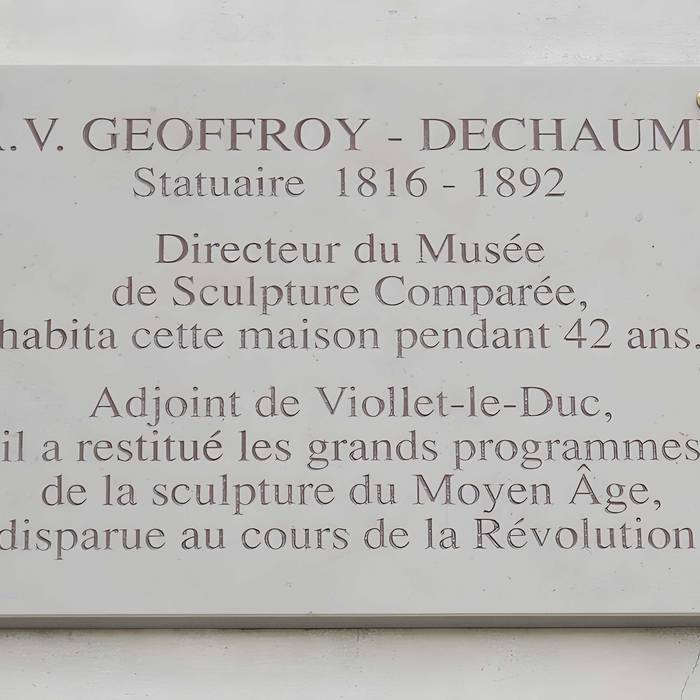 .V. GEOFFROY - DECHAUM
Statuaire 1816 - 1892
Directeur du Musée
de Sculpture Comparée,
habita cette maison pendant 42 ans.
Adjoint de Viollet-le-Duc,
il a restitué les grands programmes
de la sculpture du Moyen Âge,
disparue au cours de la Révolution